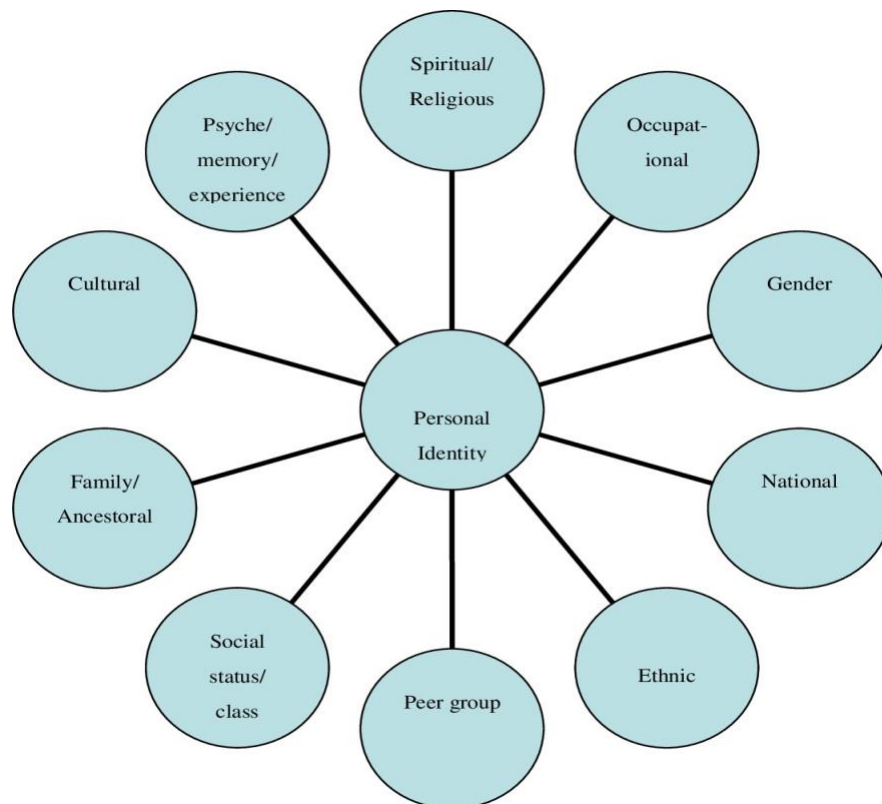 Spiritual/
Religious
Occupat-
ional
Gender
National
Ethnic
Peer group
Social
status/
class
Family/
Ancestoral
Cultural
Psyche/
memory/
experience
Personal
Identity